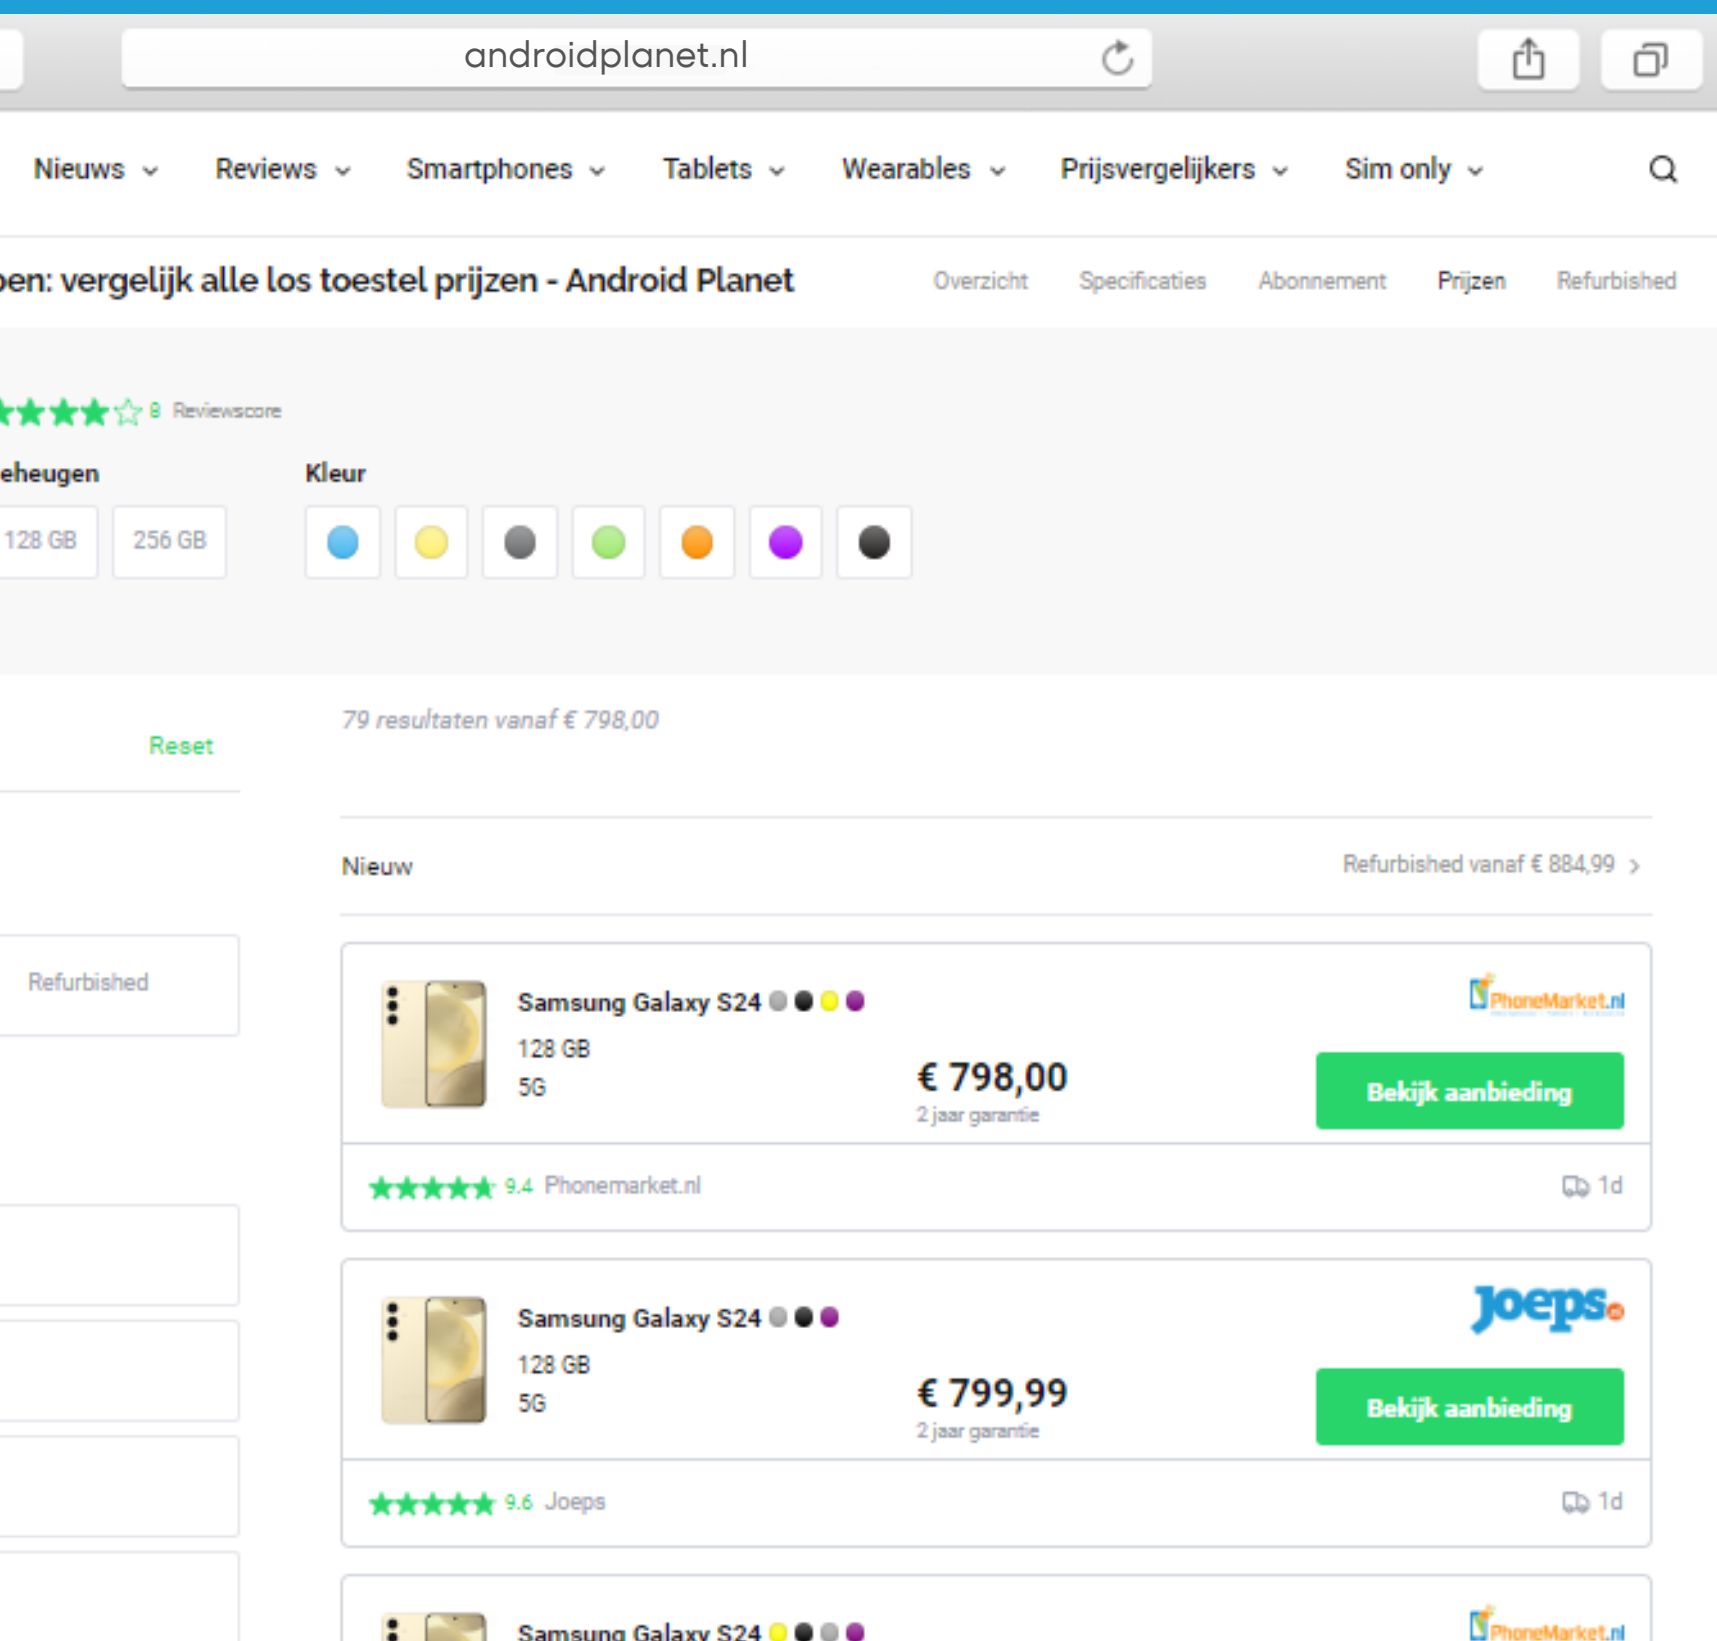 androidplanet.nl
Nieuws Reviews Smartphones Tablets Wearables Prijsvergelijkers Sim only
pen: vergelijk alle los toestel prijzen - Android Planet
Overzicht Specificaties Abonnement Prijzen Refurbished
8 Reviewscore
eheugen Kleur
128 GB 256 GB
Reset
79 resultaten vanaf € 798,00
Nieuw Refurbished vanaf € 884,99
Refurbished
Samsung Galaxy S24
PhoneMarket.nl
128 GB
5G
€ 798,00
2 jaar garantie
Bekijk aanbieding
9.4 Phonemarket.nl 1d
Samsung Galaxy S24
Joeps.nl
128 GB
5G
€ 799,99
2 jaar garantie
Bekijk aanbieding
9.6 Joeps 1d
Samsung Galaxy S24
PhoneMarket.nl